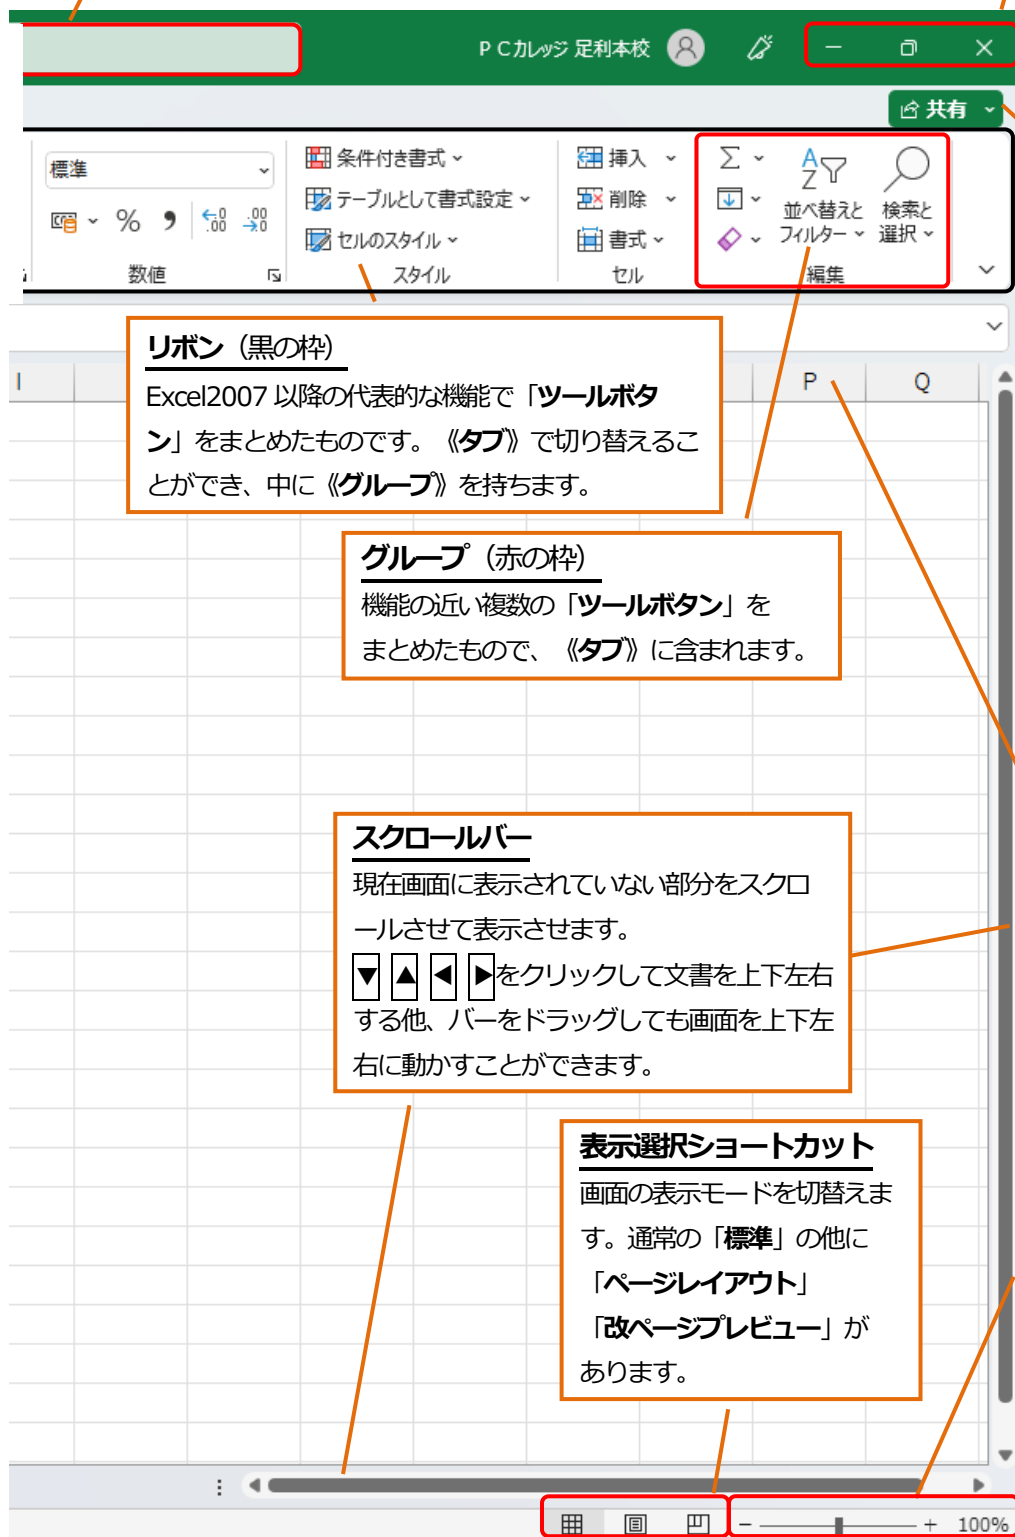 PCカレッジ 足利本校
共有
標準
条件付き書式
テーブルとして書式設定
セルのスタイル
挿入
削除
書式
並べ替えと
フィルター
検索と
選択
数値
スタイル
セル
編集
リボン（黒の枠）
Excel2007 以降の代表的な機能で「ツールボタ
ン」をまとめたものです。《タブ》で切り替えるこ
とができ、中に《グループ》を持ちます。
I
P
Q
グループ（赤の枠）
機能の近い複数の「ツールボタン」を
まとめたもので、《タブ》に含まれます。
スクロールバー
現在画面に表示されていない部分をスクロ
ールさせて表示させます。
▼ ▲ ◀ ▶をクリックして文書を上下左右
する他、バーをドラッグしても画面を上下左
右に動かすことができます。
表示選択ショートカット
画面の表示モードを切替えま
す。通常の「標準」の他に
「ページレイアウト」
「改ページプレビュー」が
あります。
100%